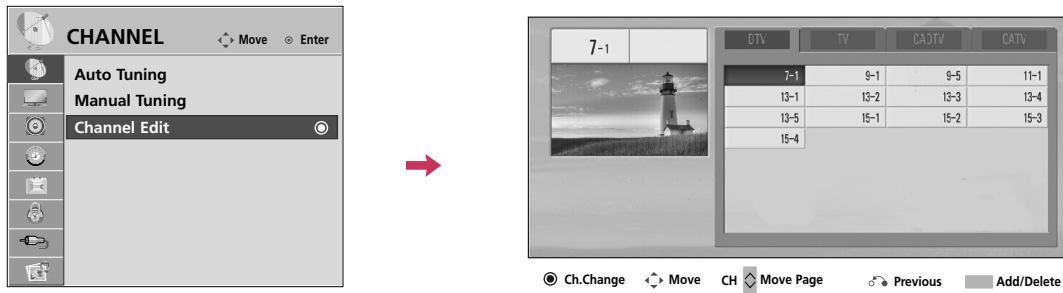 CHANNEL Move Enter
Auto Tuning
Manual Tuning
Channel Edit
7-1
DTV TV CADTV CATV
7-1 9-1 9-5 11-1
13-1 13-2 13-3 13-4
13-5 15-1 15-2 15-3
15-4
Ch.Change Move CH Move Page Previous Add/Delete